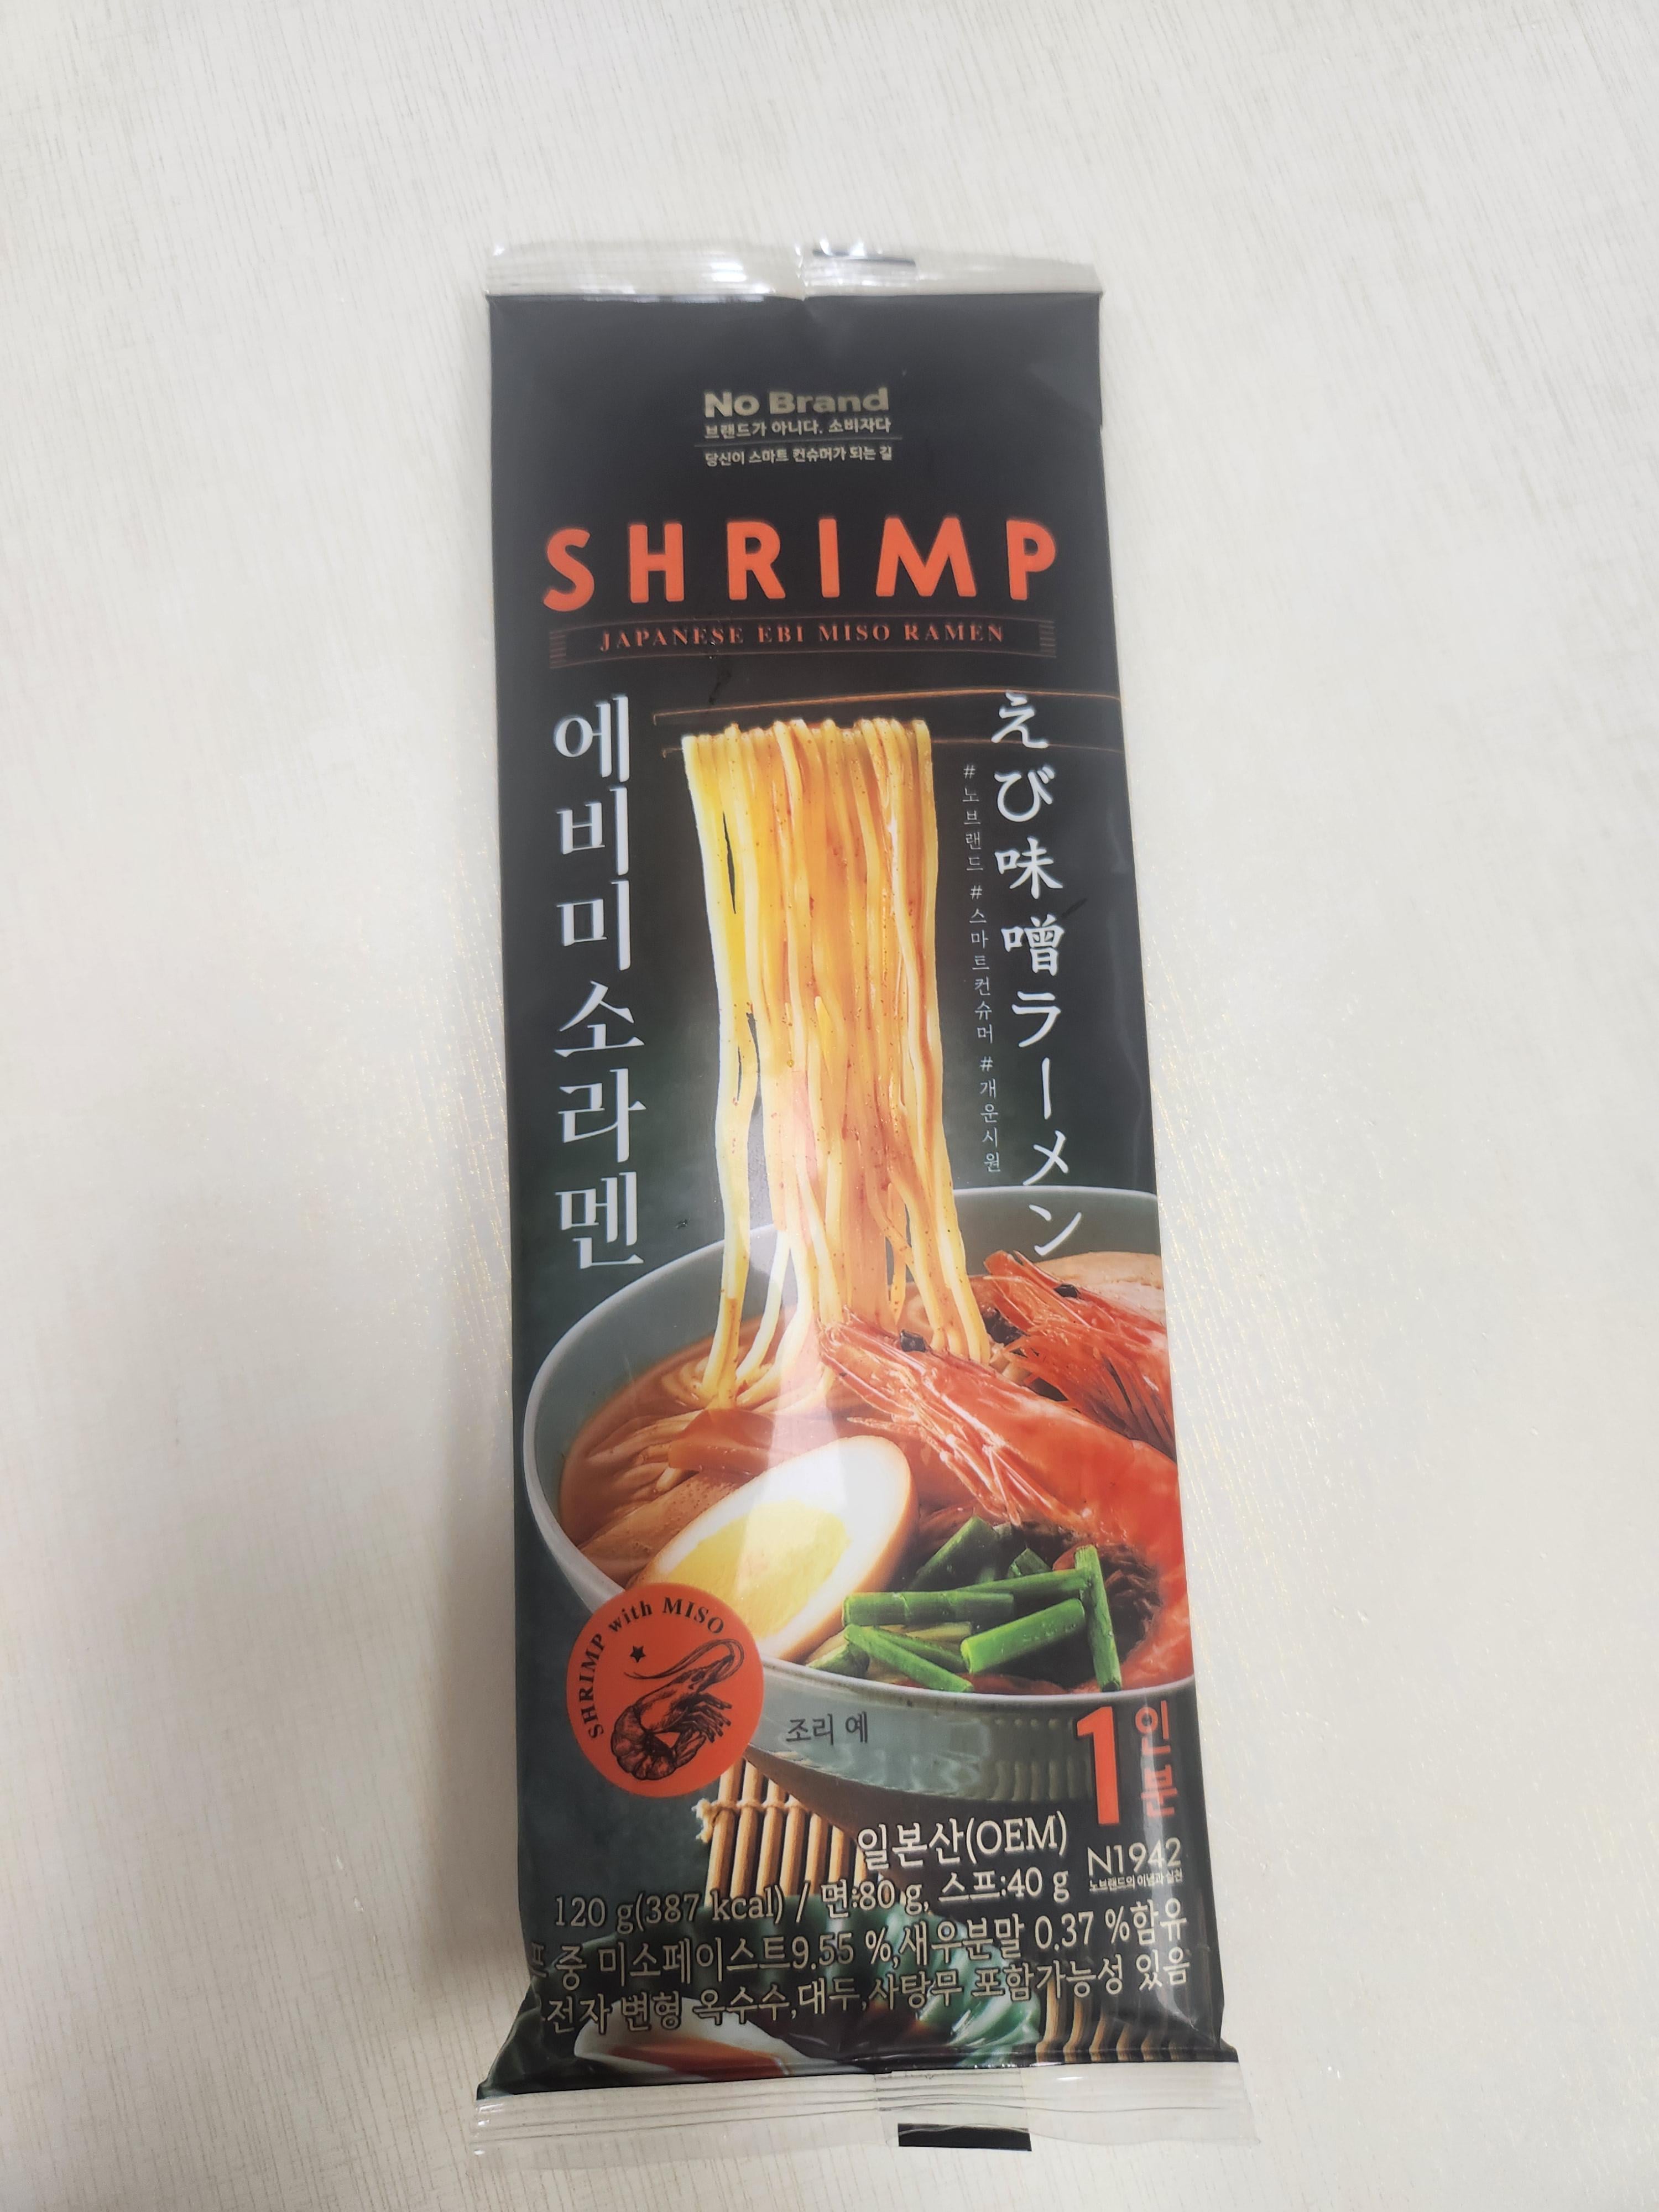 No Brand
브랜드가 아니다. 소비자다
당신이 스마트 컨슈머가 되는 길
SHRIMP
JAPANESE EBI MISO RAMEN
에비미소라멘
えび味噌ラーメン
#노브랜드 #스마트컨슈머 #개운시원
SHRIMP with MISO
조리 예
1인분
일본산(OEM)
N1942
노브랜드의 이념과 실천
120 g(387 kcal) / 면:80 g, 스프:40 g
중 미소페이스트9.55 %,새우분말 0.37 %함유
전자 변형 옥수수,대두,사탕무 포함가능성 있음